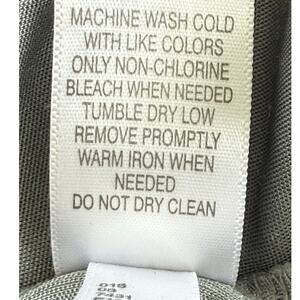 MACHINE WASH COLD
WITH LIKE COLORS
ONLY NON-CHLORINE
BLEACH WHEN NEEDED
TUMBLE DRY LOW
REMOVE PROMPTLY
WARM IRON WHEN
NEEDED
DO NOT DRY CLEAN